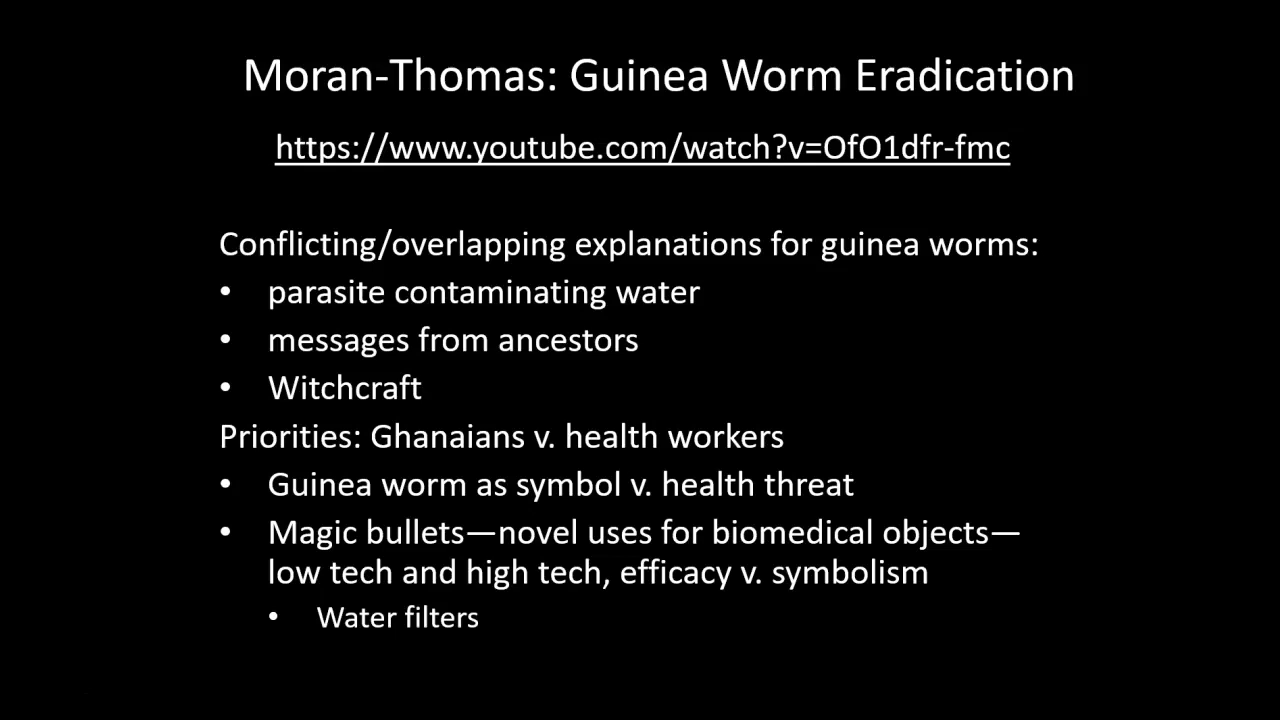 Moran-Thomas: Guinea Worm Eradication
https://www.youtube.com/watch?v=OfO1dfr-fmc
Conflicting/overlapping explanations for guinea worms:
• parasite contaminating water
• messages from ancestors
• Witchcraft
Priorities: Ghanaians v. health workers
• Guinea worm as symbol v. health threat
• Magic bullets—novel uses for biomedical objects—
low tech and high tech, efficacy v. symbolism
• Water filters